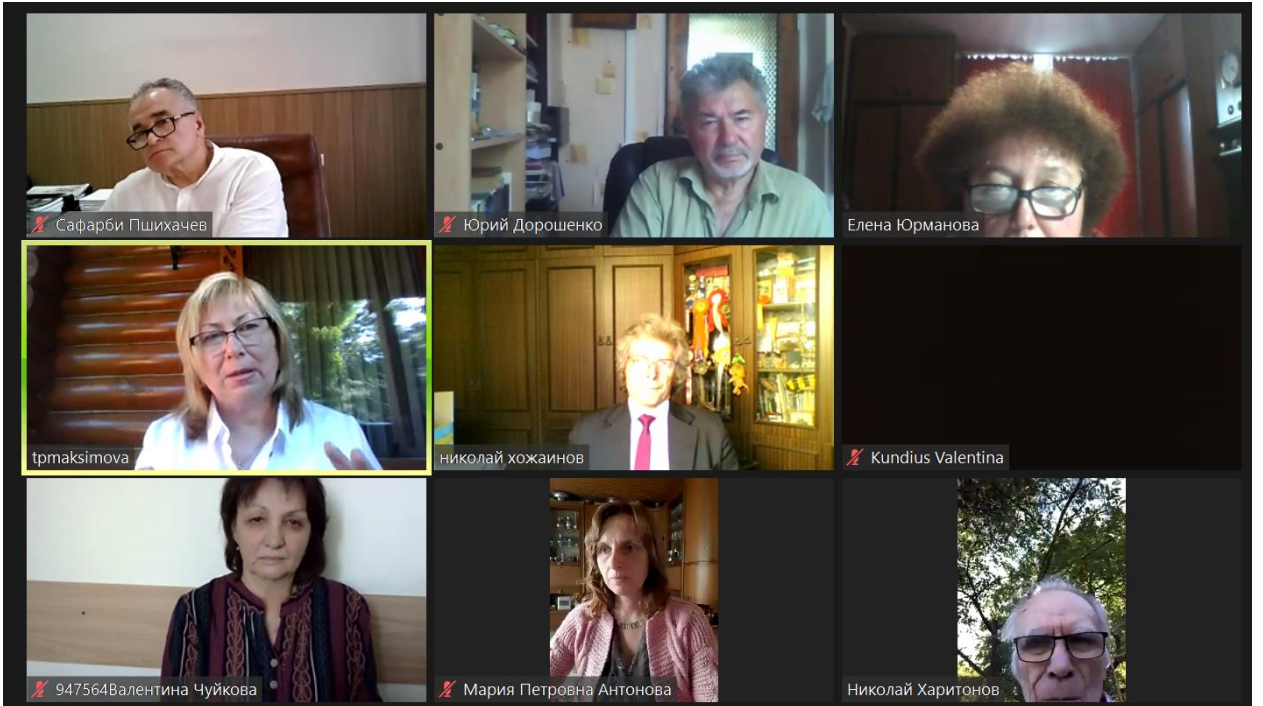 Сафарби Пшихачев
Юрий Дорошенко
Елена Юрманова
tpmaksimova
николай хожаинов
Kundius Valentina
947564Валентина Чуйкова
Мария Петровна Антонова
Николай Харитонов